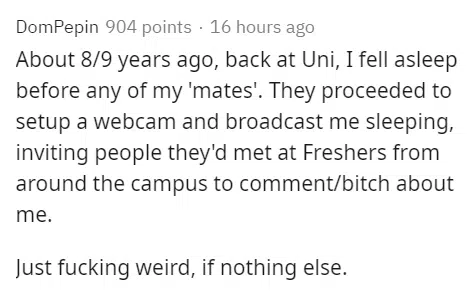 DomPepin 904 points · 16 hours ago
About 8/9 years ago, back at Uni, I fell asleep
before any of my 'mates'. They proceeded to
setup a webcam and broadcast me sleeping,
inviting people they'd met at Freshers from
around the campus to comment/bitch about
me.
Just fucking weird, if nothing else.